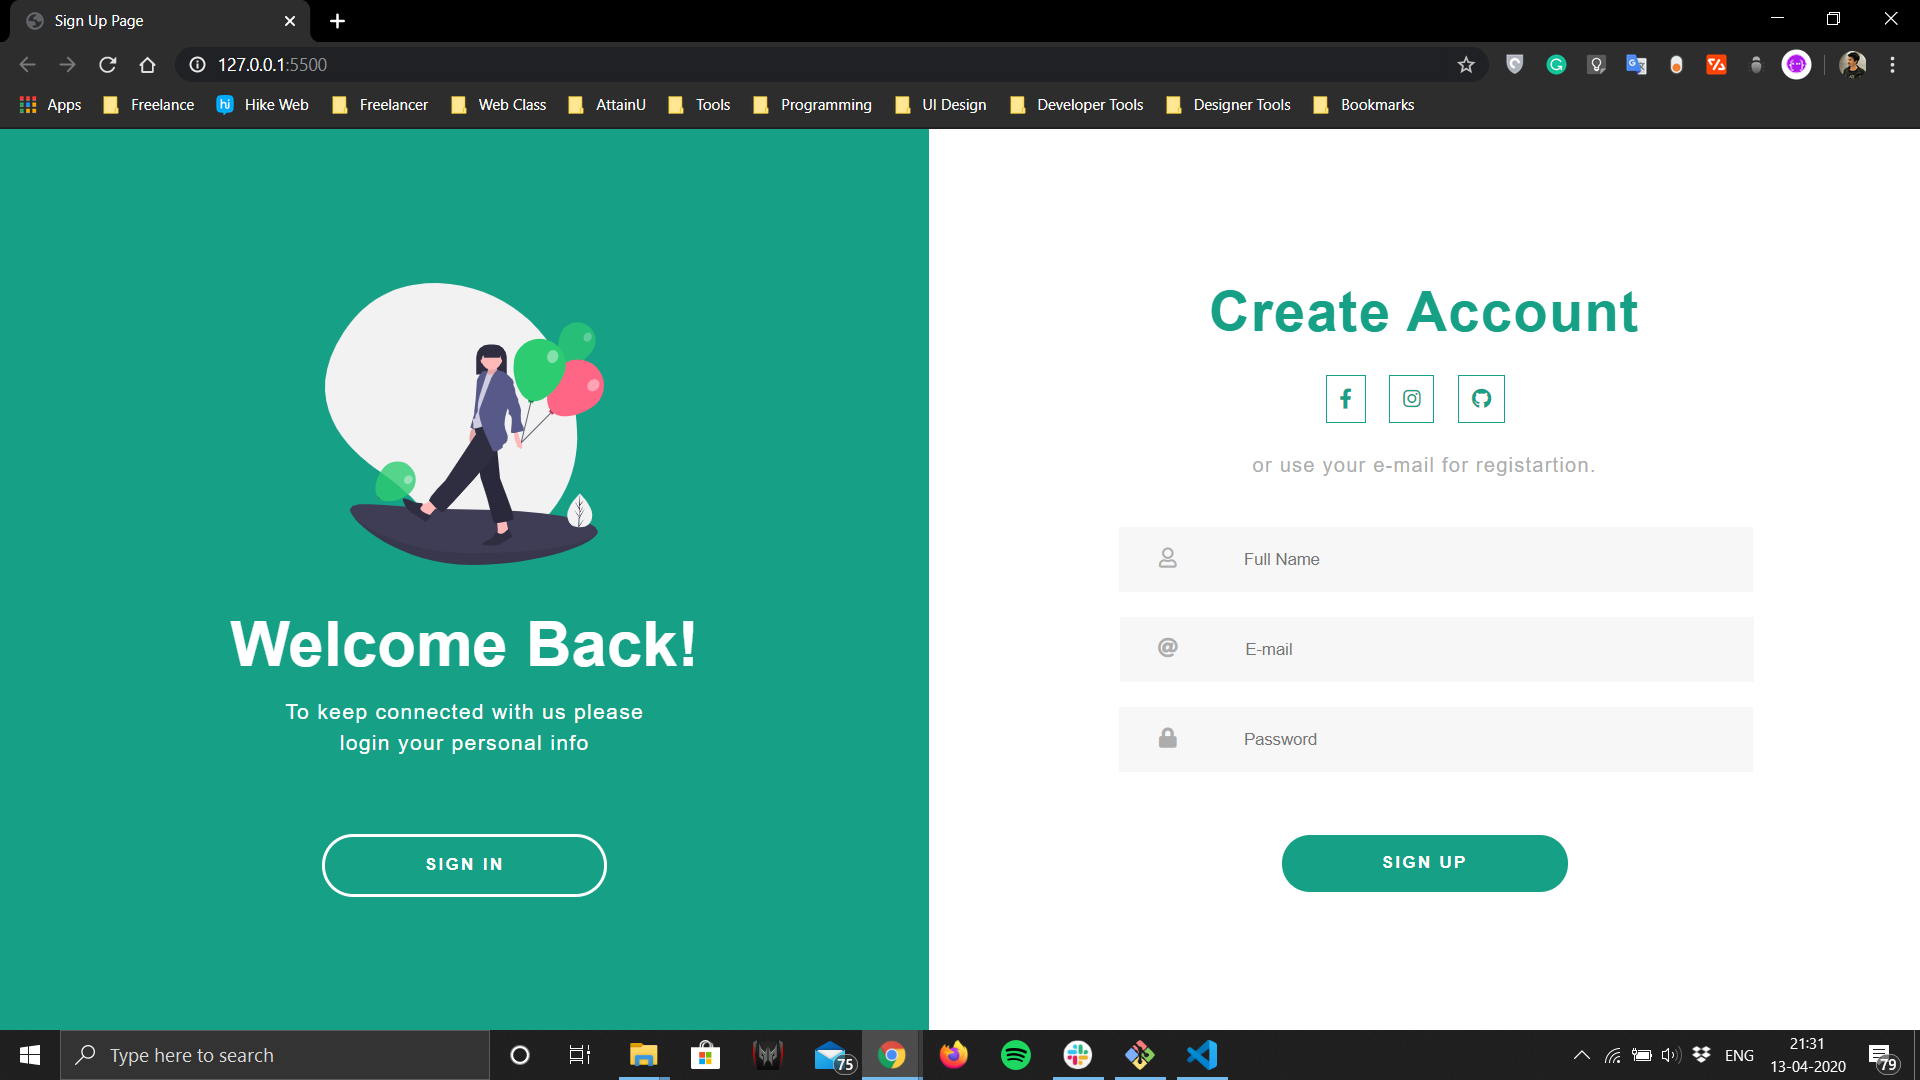 Sign Up Page
127.0.0.1:5500
Apps Freelance Hike Web Freelancer Web Class AttainU Tools Programming UI Design Developer Tools Designer Tools Bookmarks
Welcome Back!
To keep connected with us please
login your personal info
SIGN IN
Create Account
or use your e-mail for registartion.
Full Name
E-mail
Password
SIGN UP
Type here to search
75
ENG
21:31
13-04-2020
79